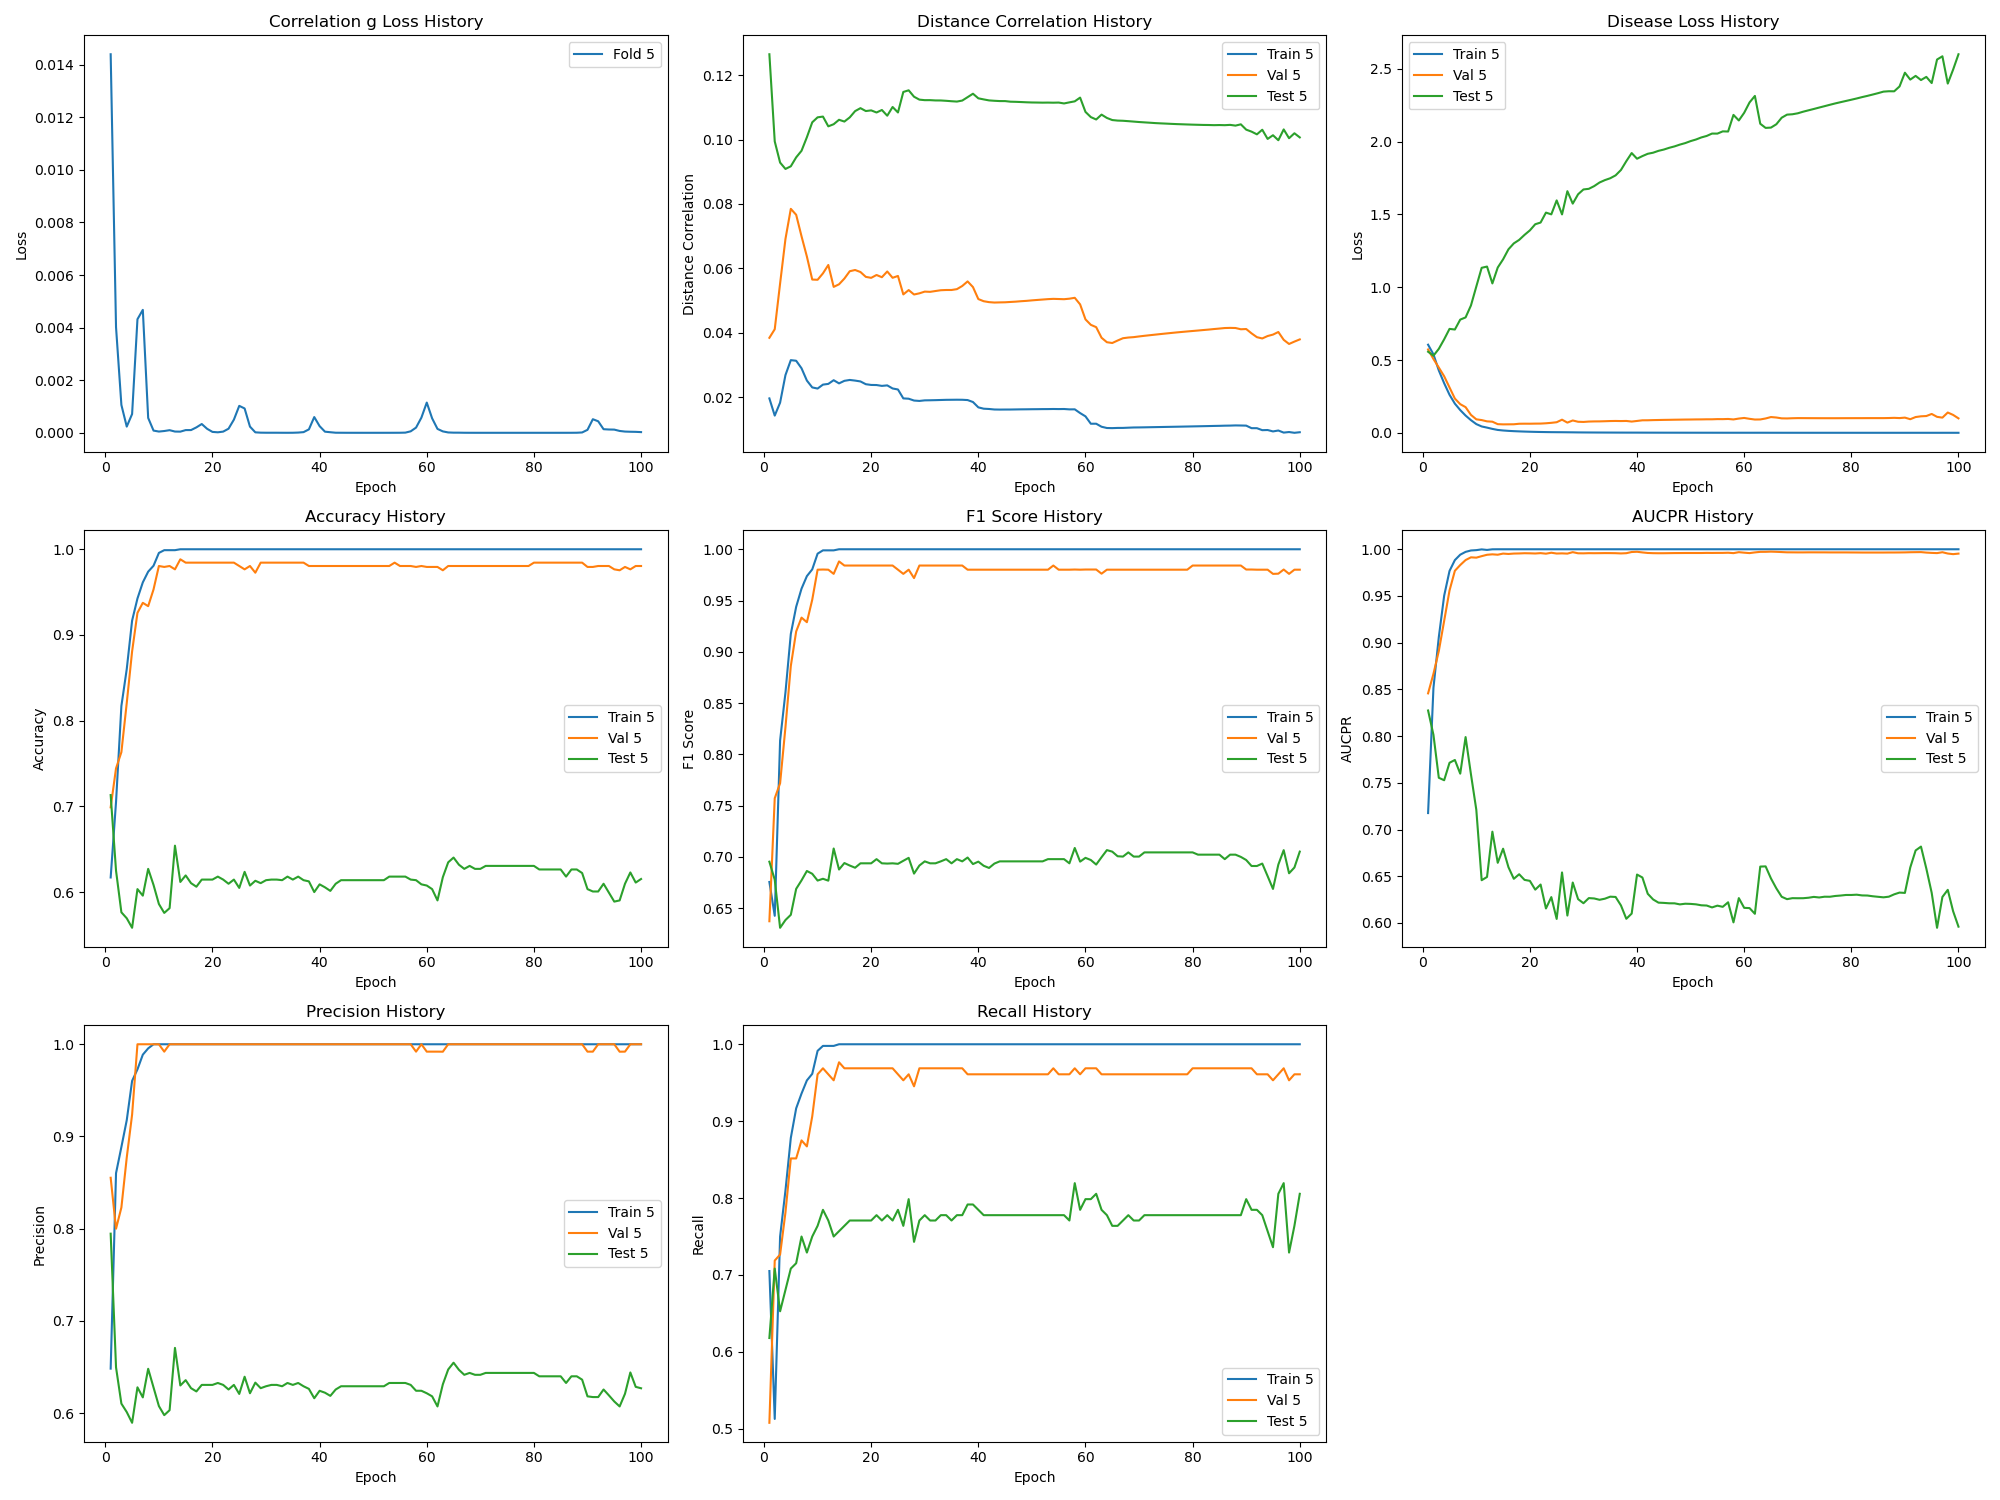 Correlation g Loss History
Loss
0.014
0.012
0.010
0.008
0.006
0.004
0.002
0.000
Fold 5
0 20 40 60 80 100
Epoch
Distance Correlation History
Distance Correlation
0.12
0.10
0.08
0.06
0.04
0.02
Train 5
Val 5
Test 5
0 20 40 60 80 100
Epoch
Disease Loss History
Loss
2.5
2.0
1.5
1.0
0.5
0.0
Train 5
Val 5
Test 5
0 20 40 60 80 100
Epoch
Accuracy History
Accuracy
1.0
0.9
0.8
0.7
0.6
Train 5
Val 5
Test 5
0 20 40 60 80 100
Epoch
F1 Score History
F1 Score
1.00
0.95
0.90
0.85
0.80
0.75
0.70
0.65
Train 5
Val 5
Test 5
0 20 40 60 80 100
Epoch
AUCPR History
AUCPR
1.00
0.95
0.90
0.85
0.80
0.75
0.70
0.65
0.60
Train 5
Val 5
Test 5
0 20 40 60 80 100
Epoch
Precision History
Precision
1.0
0.9
0.8
0.7
0.6
Train 5
Val 5
Test 5
0 20 40 60 80 100
Epoch
Recall History
Recall
1.0
0.9
0.8
0.7
0.6
0.5
Train 5
Val 5
Test 5
0 20 40 60 80 100
Epoch